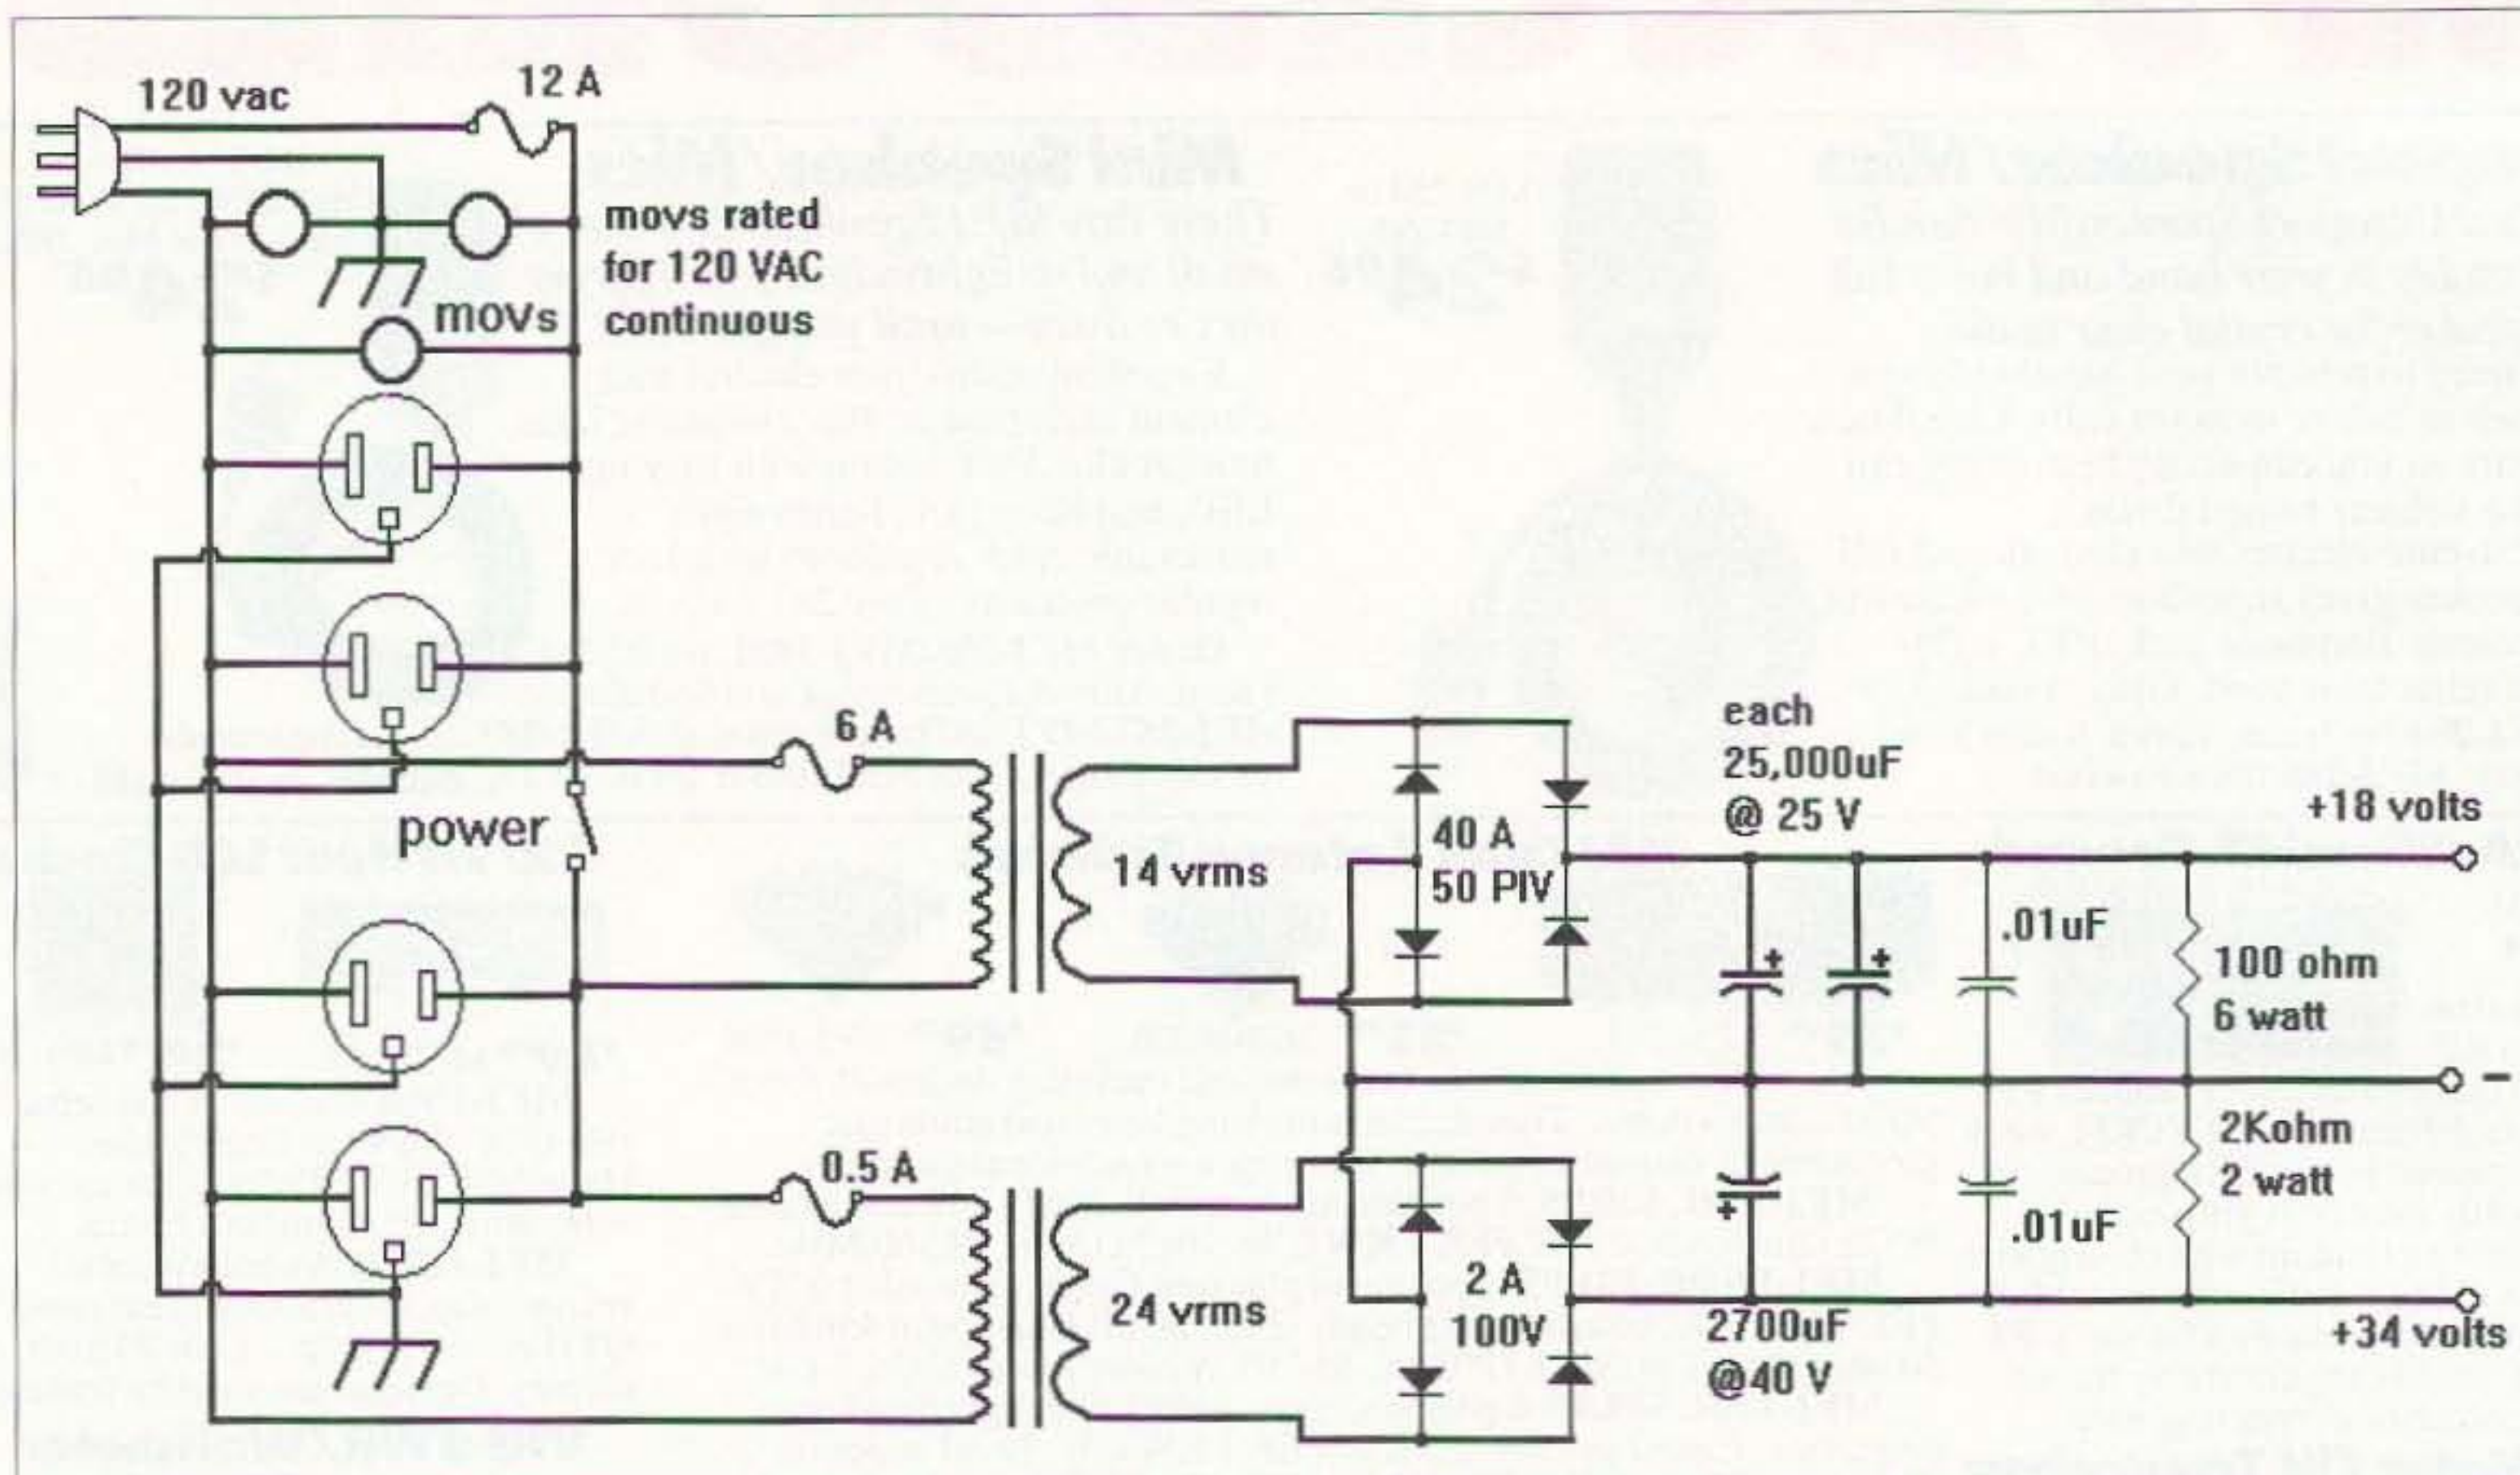 120 vac
12 A
movs rated
for 120 VAC
continuous
movs
6 A
power
14 vrms
40 A
50 PIV
each
25,000uF
@ 25 V
+18 volts
+
+
.01uF
100 ohm
6 watt
-
2Kohm
2 watt
0.5 A
+
.01uF
24 vrms
2 A
100V
2700uF
@40 V
+34 volts